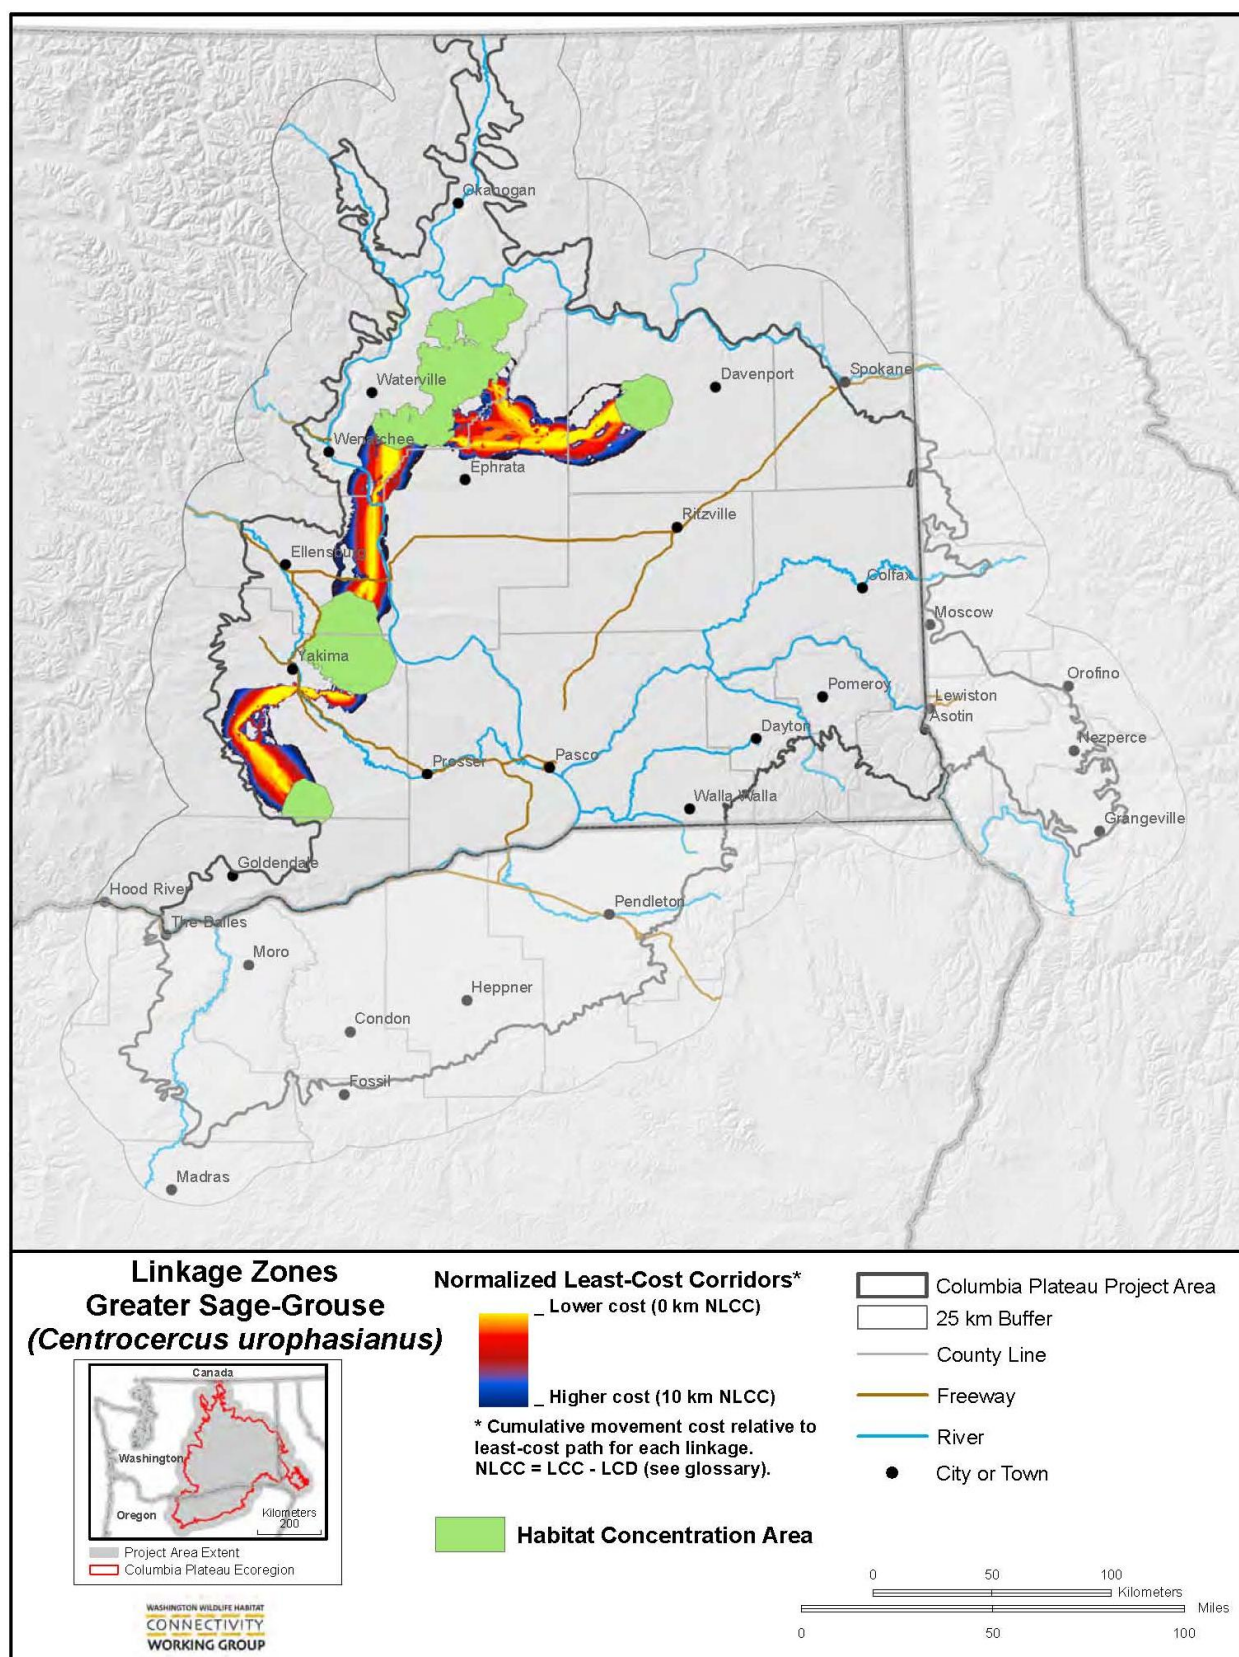 Okanogan
Waterville
Davenport
Spokane
Wenatchee
Ephrata
Ritzville
Ellensburg
Colfax
Moscow
Yakima
Orofino
Pomeroy
Lewiston
Asotin
Dayton
Nezperce
Prosser
Pasco
Walla Walla
Grangeville
Goldendale
Hood River
Pendleton
The Dalles
Moro
Heppner
Condon
Fossil
Madras
Linkage Zones
Greater Sage-Grouse
(Centrocercus urophasianus)
Canada
Washington
Oregon
Kilometers
200
Project Area Extent
Columbia Plateau Ecoregion
WASHINGTON WILDLIFE HABITAT
CONNECTIVITY
WORKING GROUP
Normalized Least-Cost Corridors*
_ Lower cost (0 km NLCC)
_ Higher cost (10 km NLCC)
* Cumulative movement cost relative to
least-cost path for each linkage.
NLCC = LCC - LCD (see glossary).
Habitat Concentration Area
Columbia Plateau Project Area
25 km Buffer
County Line
Freeway
River
City or Town
0 50 100
Kilometers
Miles
0 50 100